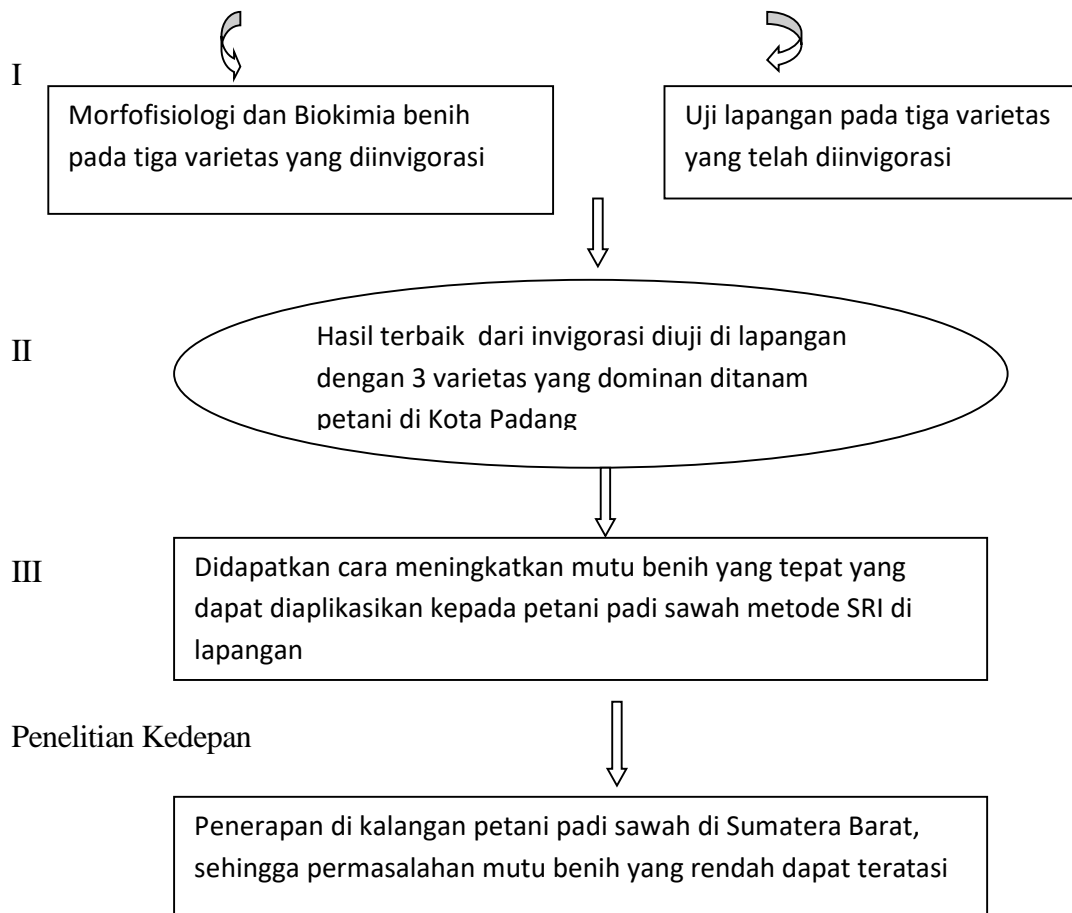 I
Morfofisiologi dan Biokimia benih
pada tiga varietas yang diinvigorasi
Uji lapangan pada tiga varietas
yang telah diinvigorasi
II
Hasil terbaik dari invigorasi diuji di lapangan
dengan 3 varietas yang dominan ditanam
petani di Kota Padang
III
Didapatkan cara meningkatkan mutu benih yang tepat yang
dapat diaplikasikan kepada petani padi sawah metode SRI di
lapangan
Penelitian Kedepan
Penerapan di kalangan petani padi sawah di Sumatera Barat,
sehingga permasalahan mutu benih yang rendah dapat teratasi